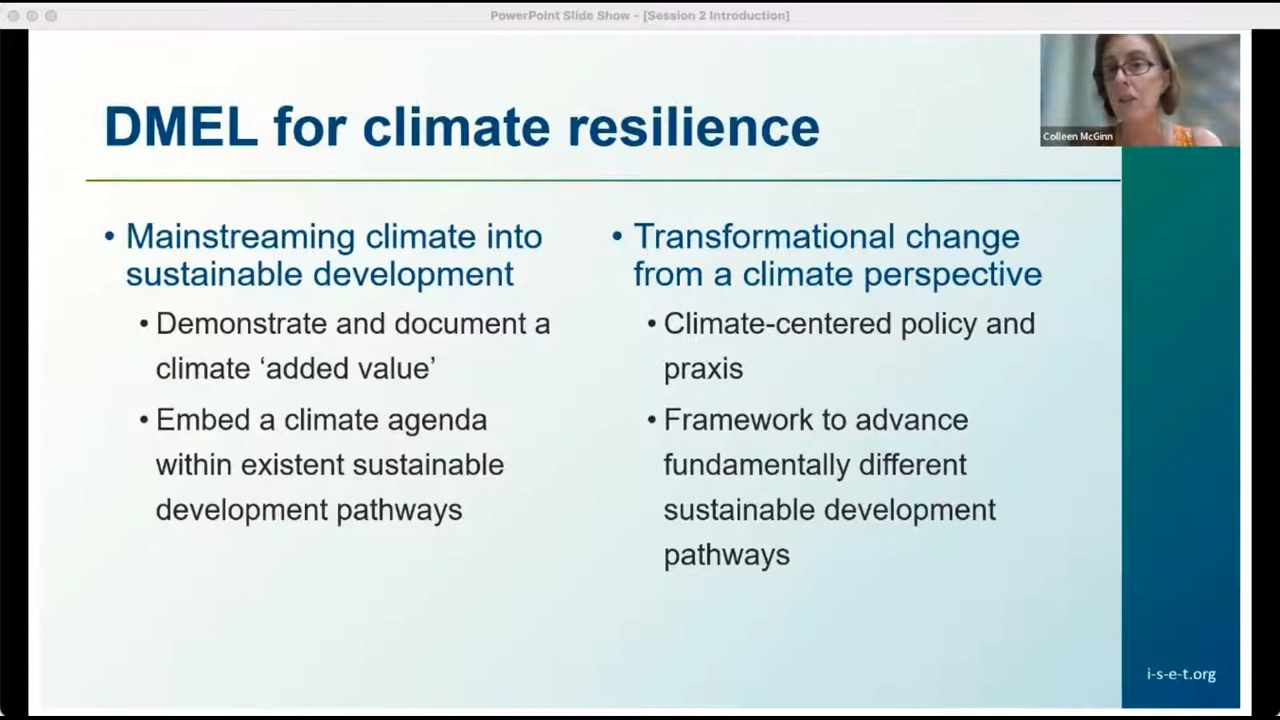 PowerPoint Slide Show - [Session 2 Introduction]
Colleen McGinn
DMEL for climate resilience
• Mainstreaming climate into
sustainable development
• Demonstrate and document a
climate ‘added value’
• Embed a climate agenda
within existent sustainable
development pathways
• Transformational change
from a climate perspective
• Climate-centered policy and
praxis
• Framework to advance
fundamentally different
sustainable development
pathways
i-s-e-t.org